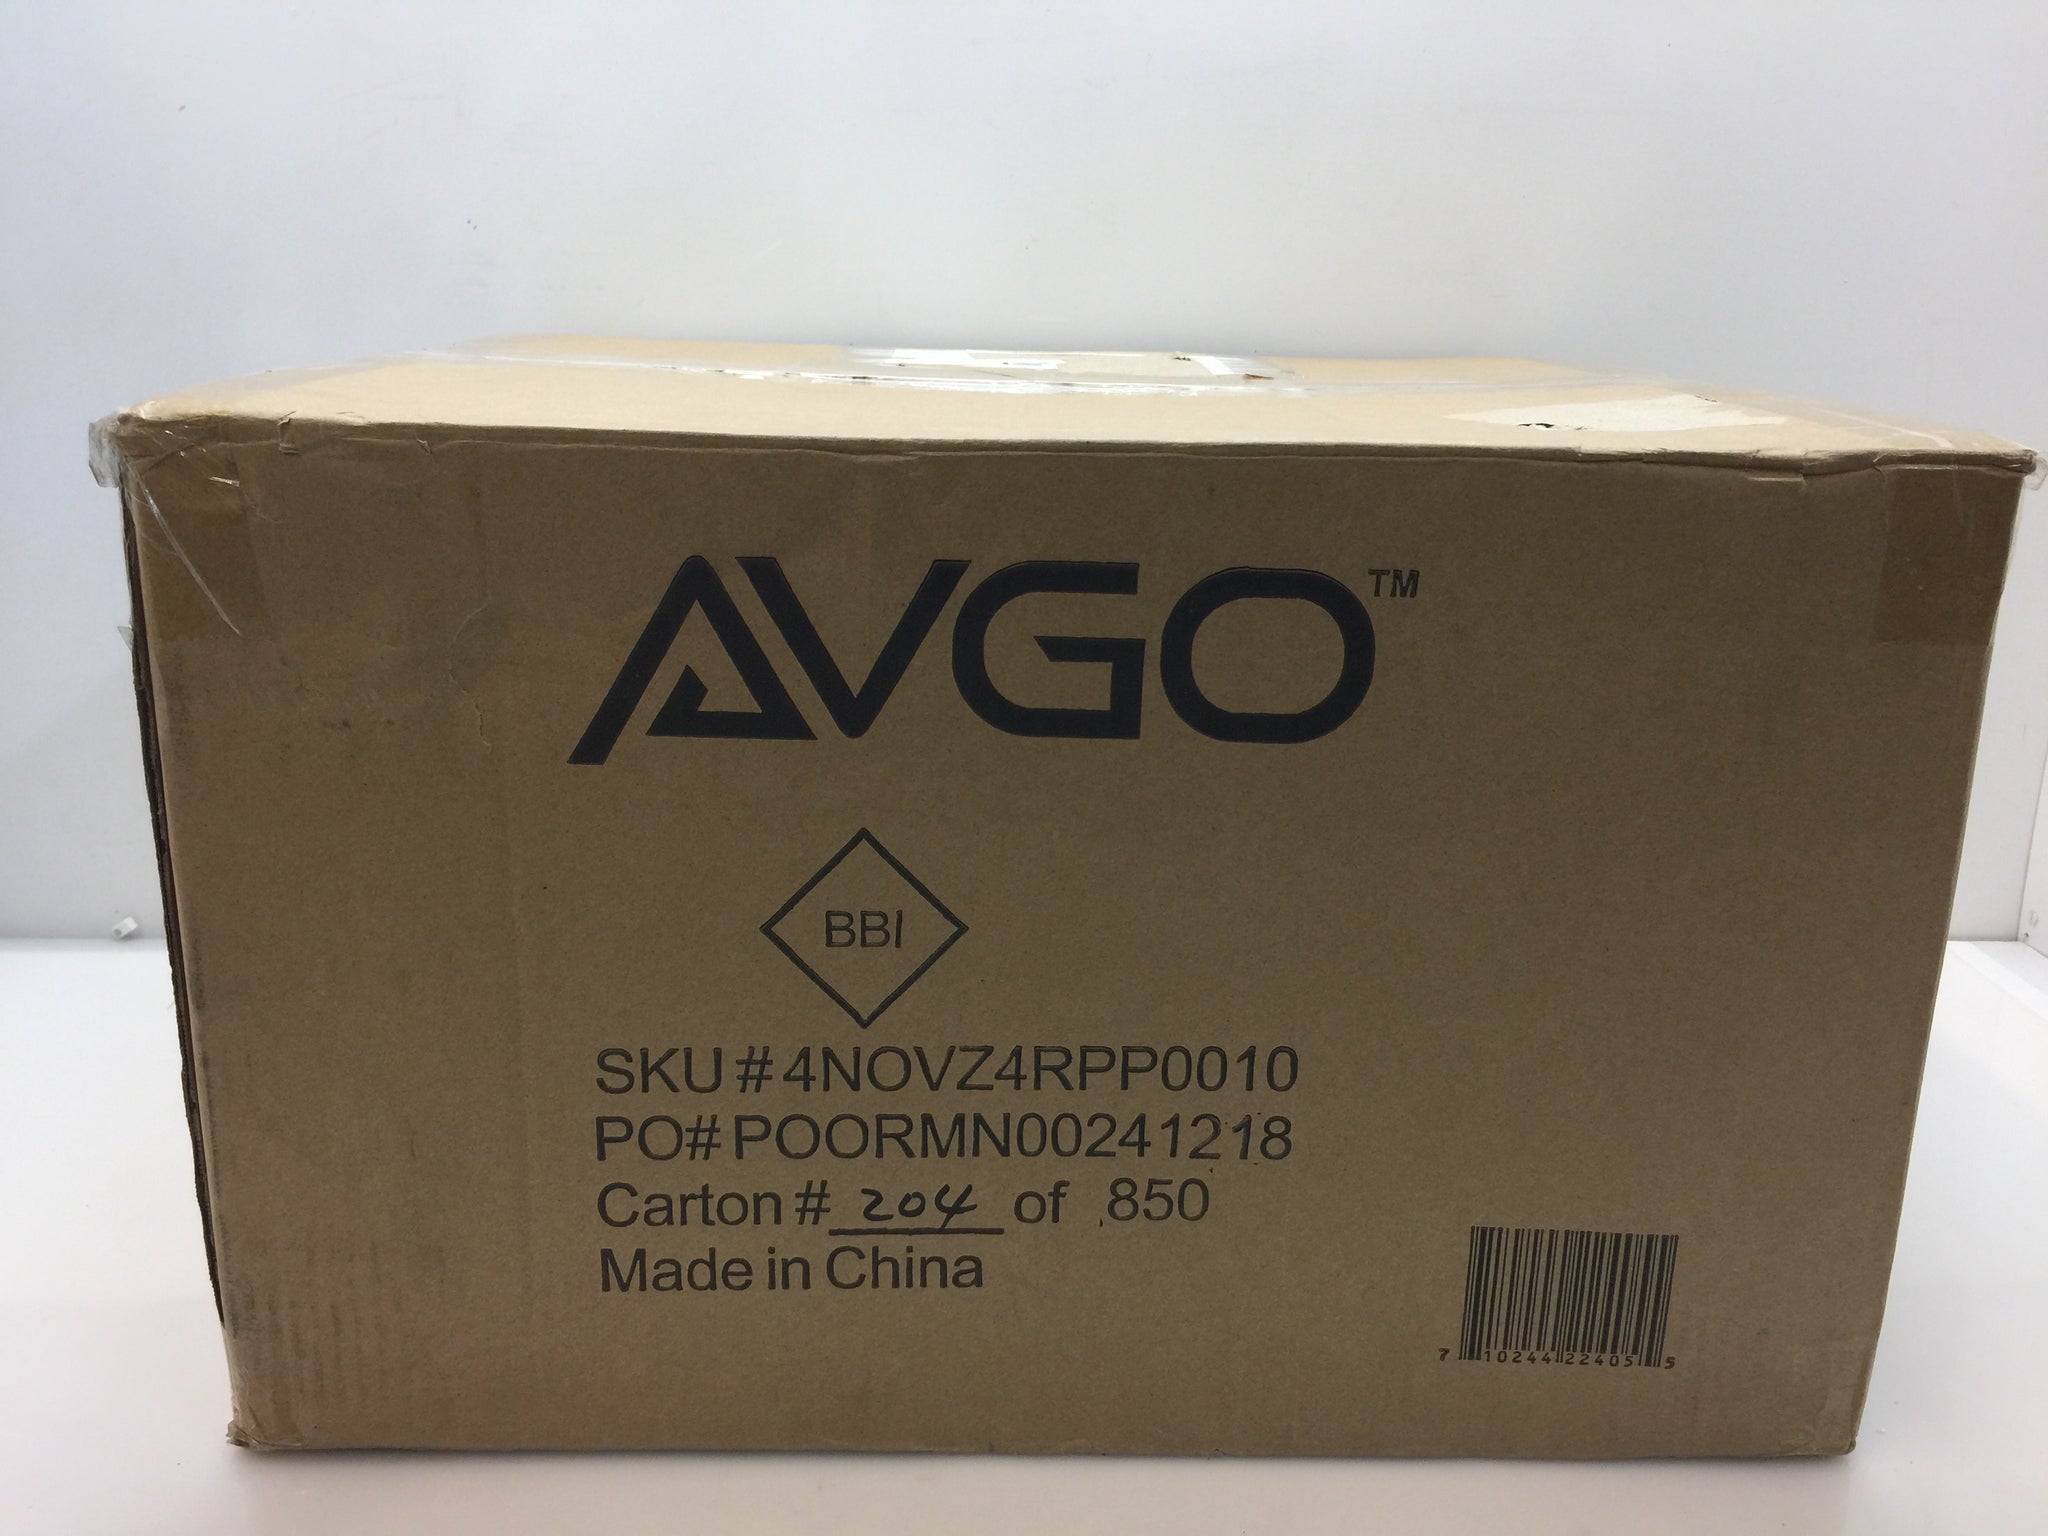 AVGO™
BBI
SKU#4NOVZ4RPP0010
PO#POORMN00241218
Carton# 204 of 850
Made in China
7 10244 22405 5